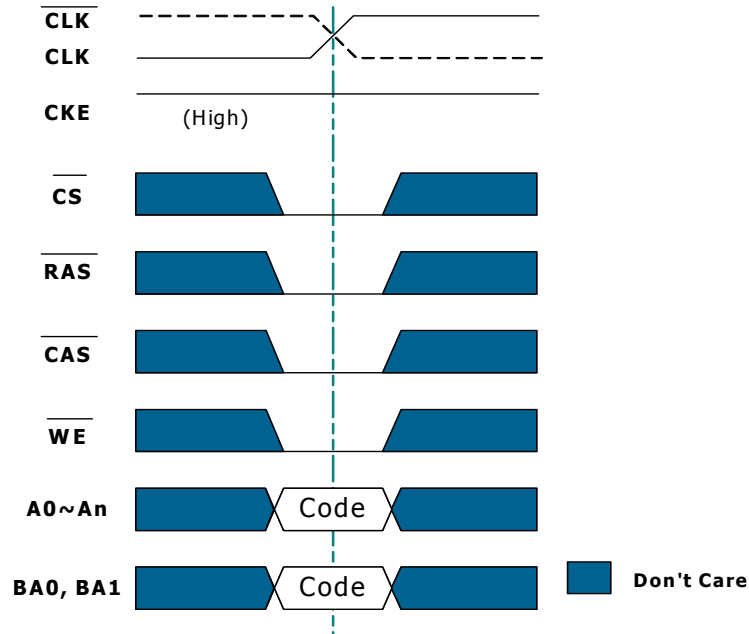 CLK
CLK
CKE
(High)
CS
RAS
CAS
WE
A0~An
Code
BA0, BA1
Code
Don't Care